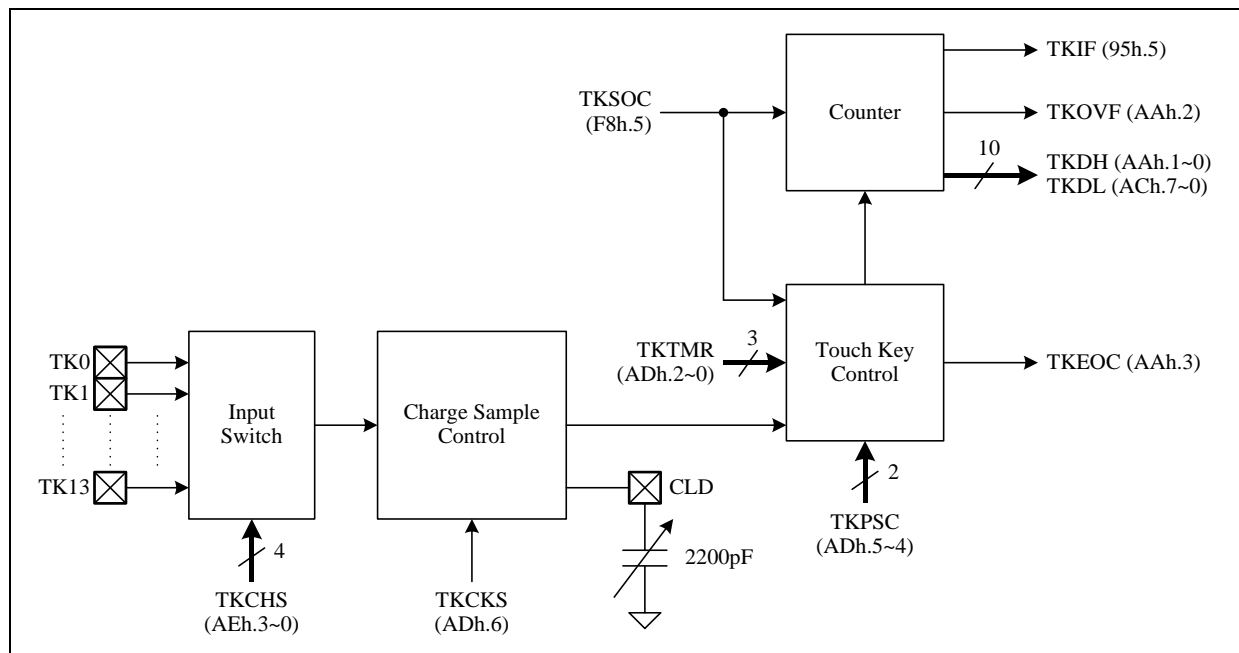 TKIF (95h.5)
TKSOC
(F8h.5)
Counter
TKOVF (AAh.2)
10
TKDH (AAh.1~0)
TKDL (ACh.7~0)
TK0
TK1
TK13
Input
Switch
Charge Sample
Control
3
TKTMR
(ADh.2~0)
Touch Key
Control
TKEOC (AAh.3)
CLD
2200pF
4
2
TKCHS
(AEh.3~0)
TKCKS
(ADh.6)
TKPSC
(ADh.5~4)